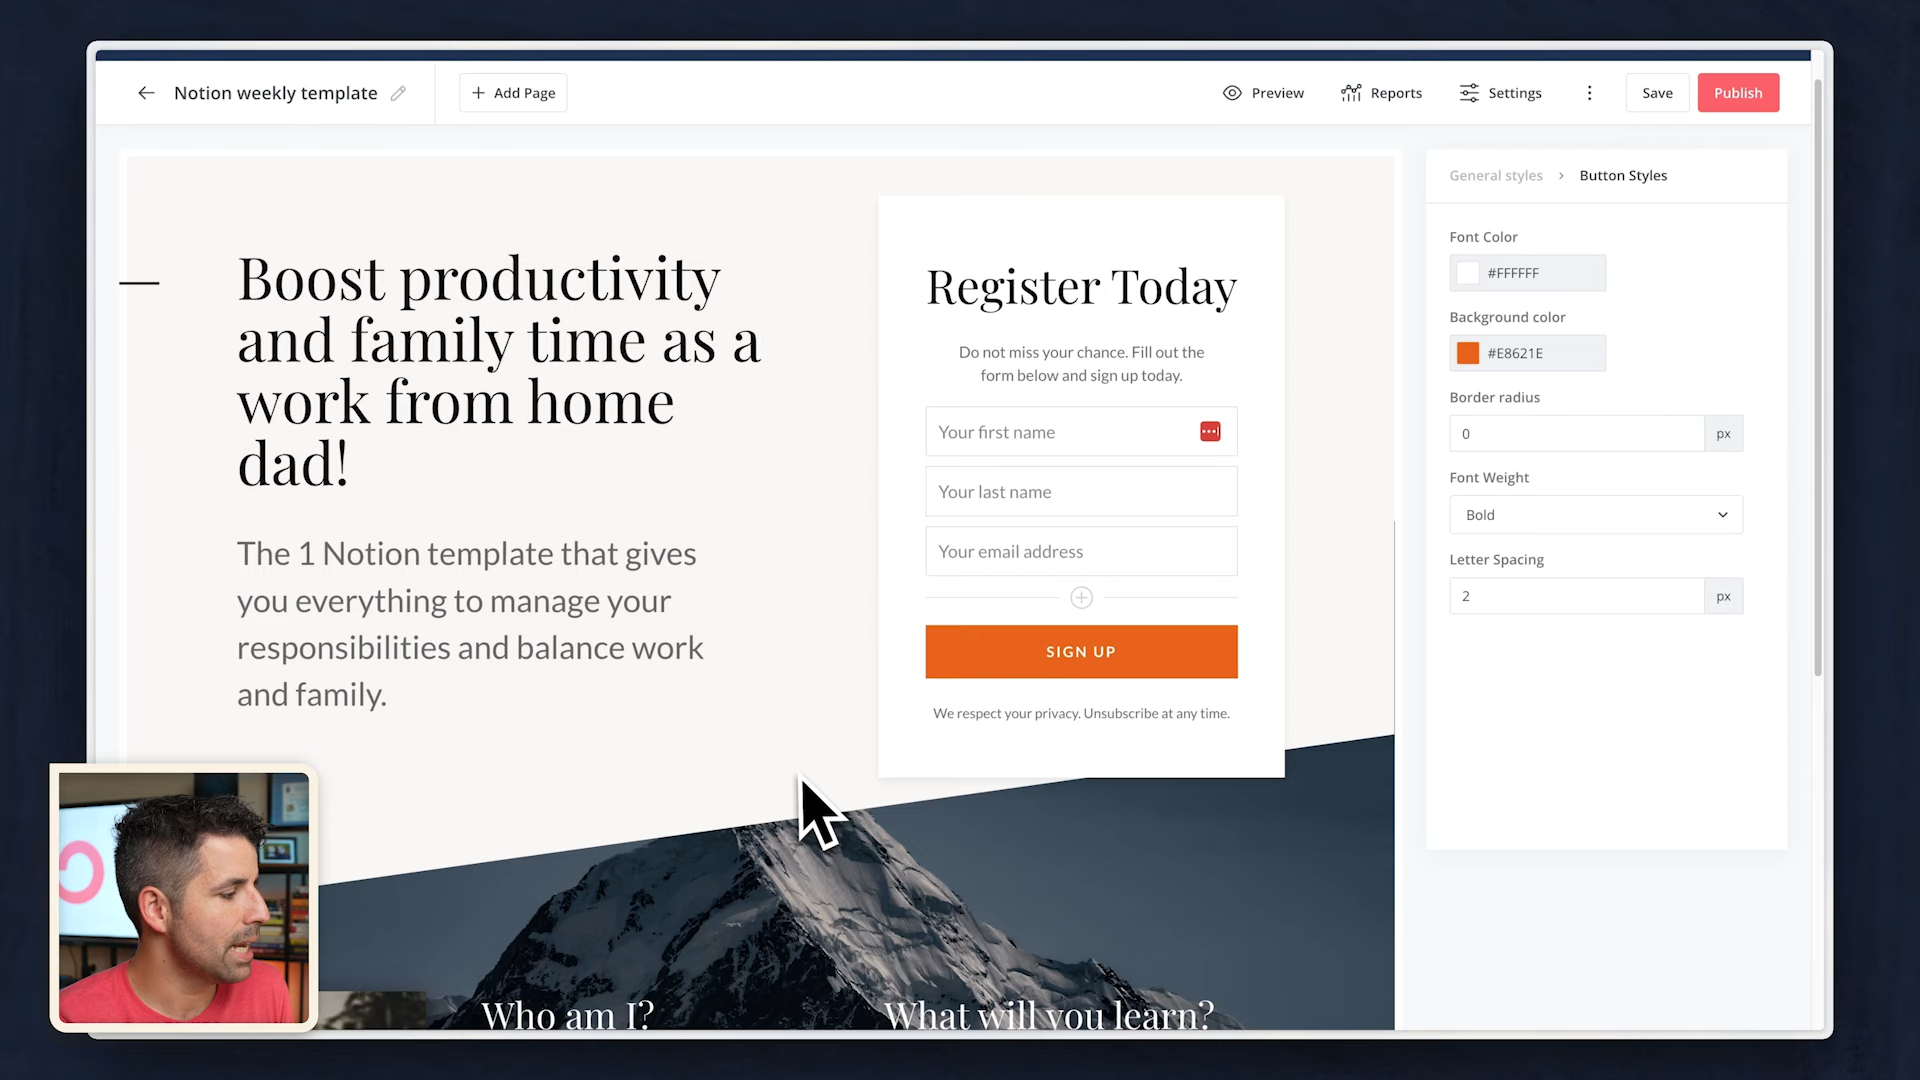 Notion weekly template
Add Page
Preview
Reports
Settings
Save
Publish
Boost productivity
and family time as a
work from home
dad!
The 1 Notion template that gives
you everything to manage your
responsibilities and balance work
and family.
Register Today
Do not miss your chance. Fill out the
form below and sign up today.
Your first name
Your last name
Your email address
SIGN UP
We respect your privacy. Unsubscribe at any time.
Who am I?
What will you learn?
General styles > Button Styles
Font Color
#FFFFFF
Background color
#E8621E
Border radius
0 px
Font Weight
Bold
Letter Spacing
2 px